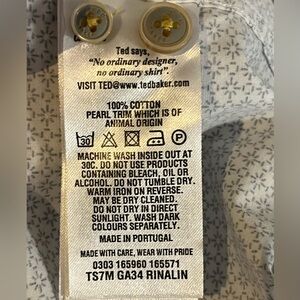 Ted says,
"No ordinary designer,
no ordinary shirt".
VISIT TED@www.tedbaker.com
100% COTTON
PEARL TRIM WHICH IS OF
ANIMAL ORIGIN
30
P
MACHINE WASH INSIDE OUT AT
30C. DO NOT USE PRODUCTS
CONTAINING BLEACH, OIL OR
ALCOHOL. DO NOT TUMBLE DRY.
WARM IRON ON REVERSE.
MAY BE DRY CLEANED.
DO NOT DRY IN DIRECT
SUNLIGHT. WASH DARK
COLOURS SEPARATELY.
MADE IN PORTUGAL
MADE WITH CARE, WEAR WITH PRIDE
0303 165960 165571
TS7M GA34 RINALIN